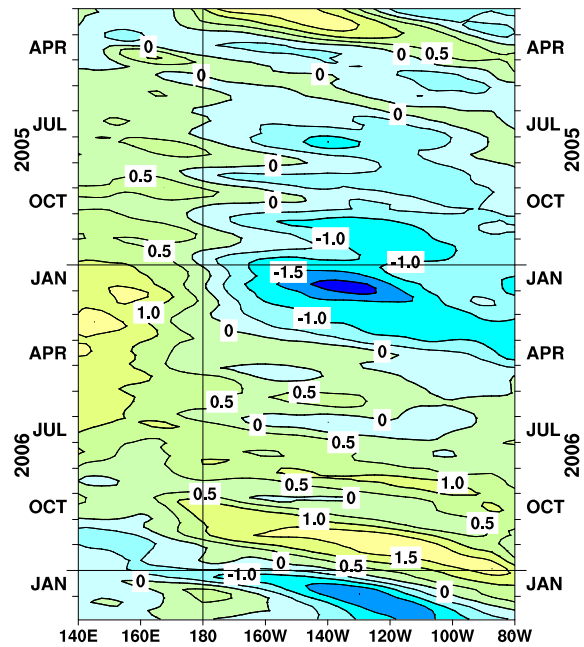 APR 0 0 0.5 APR
0 0
0
2005 JUL JUL 2005
0
0.5
OCT 0 OCT
-1.0
0.5 -1.0
JAN -1.5 JAN
1.0 -1.0
0
APR 0 APR
0.5 0.5
JUL 0 0 JUL
0.5
2006 2006
0.5 1.0
0.5 0
OCT 1.0 0.5 OCT
1.5
0 0.5
JAN 0 -1.0 0 JAN
140E 160E 180 160W 140W 120W 100W 80W